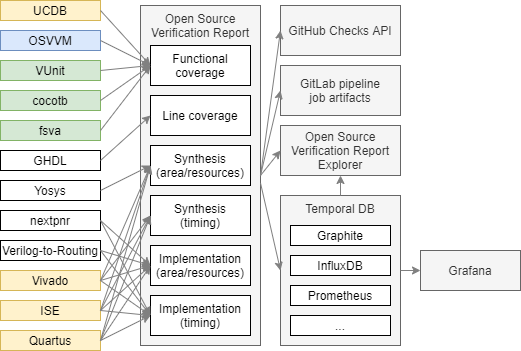 UCDB
OSVVM
VUnit
cocotb
fsva
GHDL
Yosys
nextpnr
Verilog-to-Routing
Vivado
ISE
Quartus
Open Source
Verification Report
Functional
coverage
Line coverage
Synthesis
(area/resources)
Synthesis
(timing)
Implementation
(area/resources)
Implementation
(timing)
GitHub Checks API
GitLab pipeline
job artifacts
Open Source
Verification Report
Explorer
Temporal DB
Graphite
InfluxDB
Prometheus
...
Grafana